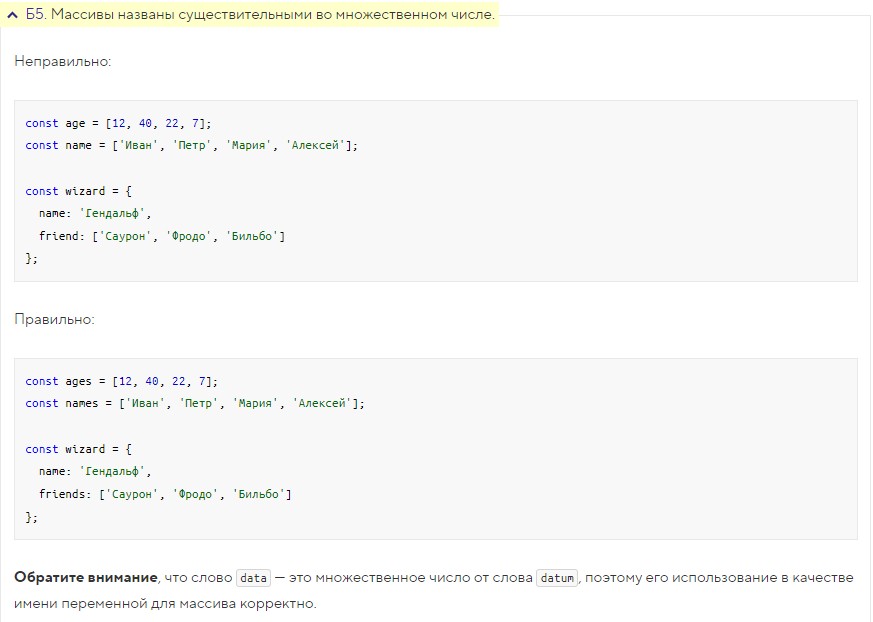 Б5. Массивы названы существительными во множественном числе.
Неправильно:
const age = [12, 40, 22, 7];
const name = ['Иван', 'Петр', 'Мария', 'Алексей'];
const wizard = {
name: 'Гендальф',
friend: ['Саурон', 'Фродо', 'Бильбо']
};
Правильно:
const ages = [12, 40, 22, 7];
const names = ['Иван', 'Петр', 'Мария', 'Алексей'];
const wizard = {
name: 'Гендальф',
friends: ['Саурон', 'Фродо', 'Бильбо']
};
Обратите внимание, что слово data — это множественное число от слова datum, поэтому его использование в качестве
имени переменной для массива корректно.